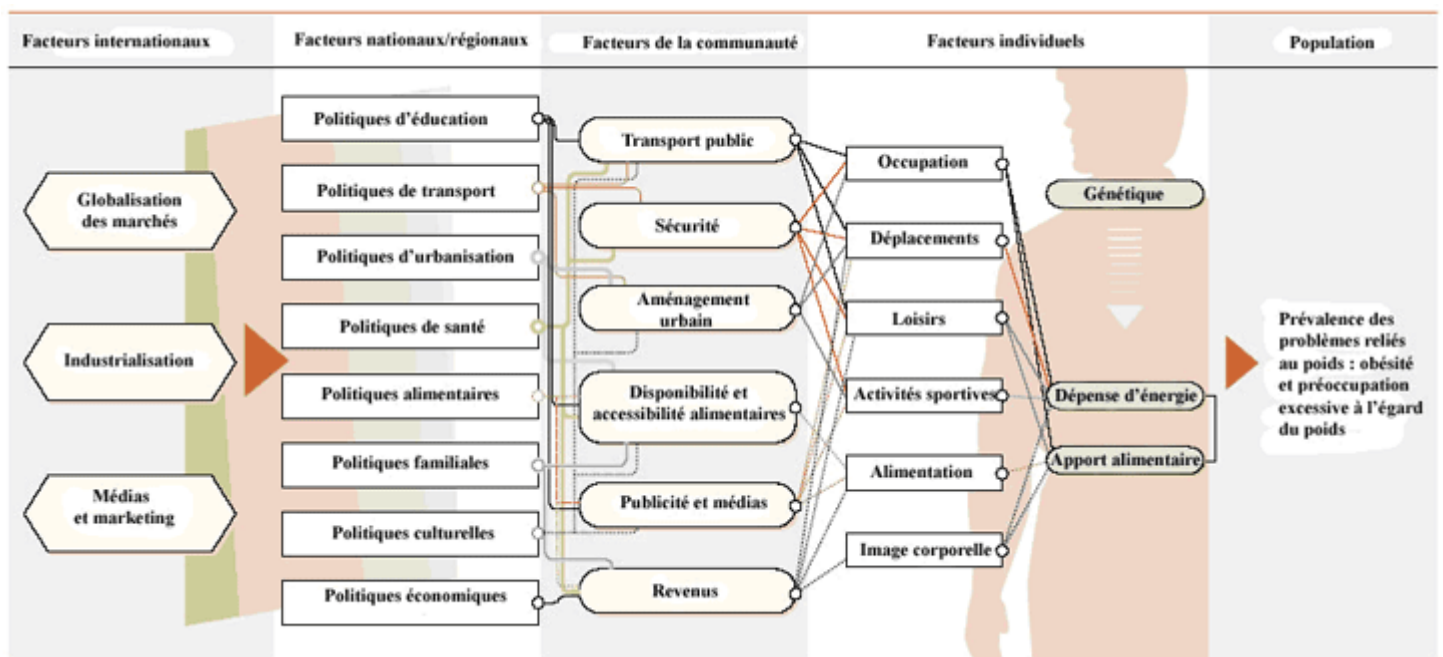 Facteurs internationaux
Facteurs nationaux/régionaux
Facteurs de la communauté
Facteurs individuels
Population
Globalisation
des marchés
Industrialisation
Médias
et marketing
Politiques d'éducation
Politiques de transport
Politiques d'urbanisation
Politiques de santé
Politiques alimentaires
Politiques familiales
Politiques culturelles
Politiques économiques
Transport public
Sécurité
Aménagement
urbain
Disponibilité et
accessibilité alimentaires
Publicité et médias
Revenus
Occupation
Déplacements
Loisirs
Activités sportives
Alimentation
Image corporelle
Génétique
Dépense d'énergie
Apport alimentaire
Prévalence des
problèmes reliés
au poids : obésité
et préoccupation
excessive à l'égard
du poids